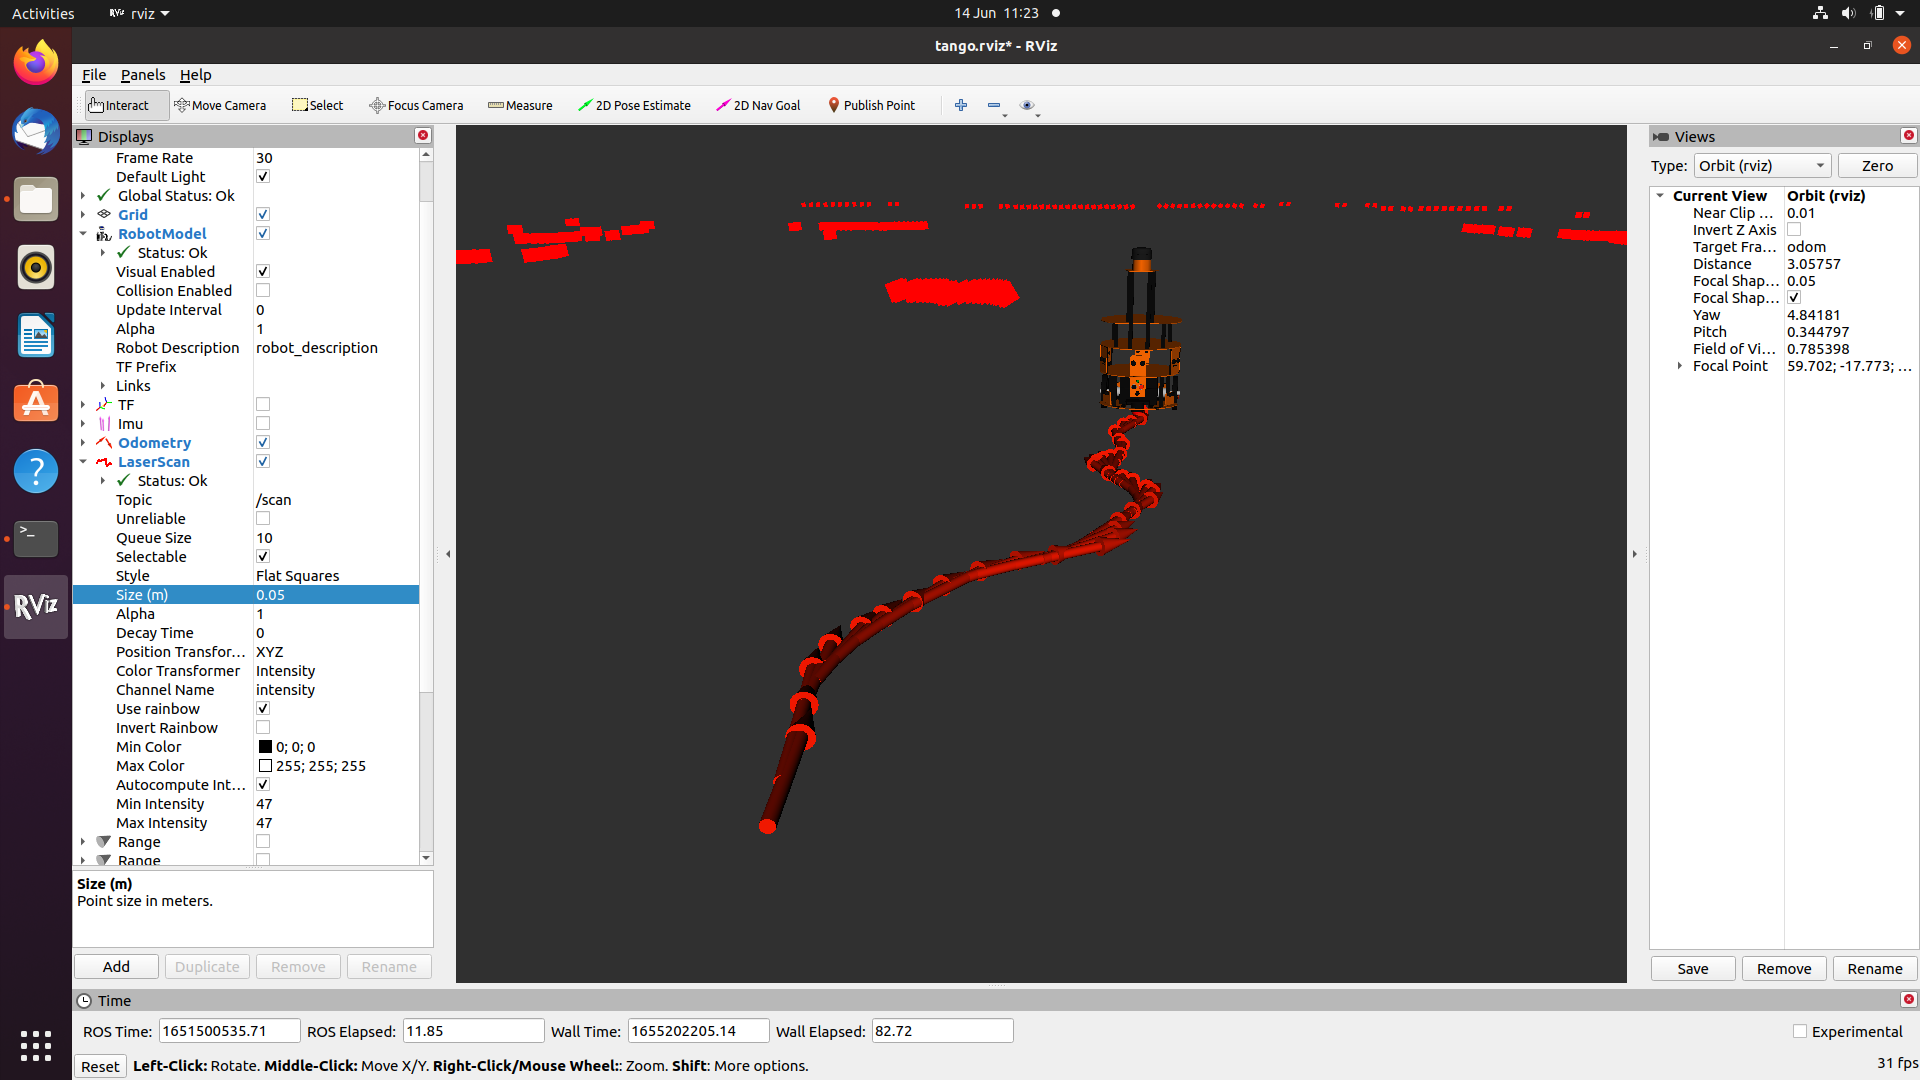 Activities RViz rviz 14 Jun 11:23
tango.rviz* - RViz
File Panels Help
Interact Move Camera Select Focus Camera Measure 2D Pose Estimate 2D Nav Goal Publish Point
Displays
Frame Rate 30
Default Light
Global Status: Ok
Grid
RobotModel
Status: Ok
Visual Enabled
Collision Enabled
Update Interval 0
Alpha 1
Robot Description robot_description
TF Prefix
Links
TF
Imu
Odometry
LaserScan
Status: Ok
Topic /scan
Unreliable
Queue Size 10
Selectable
Style Flat Squares
Size (m) 0.05
Alpha 1
Decay Time 0
Position Transfor... XYZ
Color Transformer Intensity
Channel Name intensity
Use rainbow
Invert Rainbow
Min Color 0; 0; 0
Max Color 255; 255; 255
Autocompute Int...
Min Intensity 47
Max Intensity 47
Range
Range
Size (m)
Point size in meters.
Add Duplicate Remove Rename
Views
Type: Orbit (rviz) Zero
Current View Orbit (rviz)
Near Clip ... 0.01
Invert Z Axis
Target Fra... odom
Distance 3.05757
Focal Shap... 0.05
Focal Shap...
Yaw 4.84181
Pitch 0.344797
Field of Vi... 0.785398
Focal Point 59.702; -17.773; ...
Save Remove Rename
RViz
Time
ROS Time: 1651500535.71 ROS Elapsed: 11.85 Wall Time: 1655202205.14 Wall Elapsed: 82.72 Experimental
Reset Left-Click: Rotate. Middle-Click: Move X/Y. Right-Click/Mouse Wheel:: Zoom. Shift: More options. 31 fps